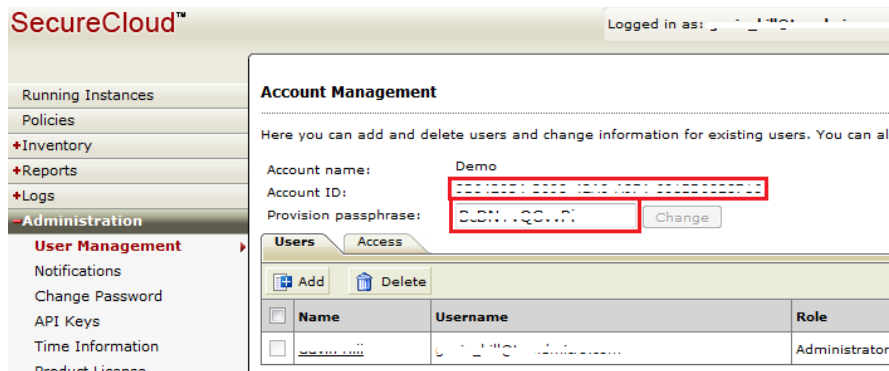 SecureCloud™
Logged in as:
Running Instances
Policies
+Inventory
+Reports
+Logs
-Administration
User Management
Notifications
Change Password
API Keys
Time Information
Product License
Account Management
Here you can add and delete users and change information for existing users. You can al
Account name: Demo
Account ID:
Provision passphrase: Change
Users Access
Add Delete
Name Username Role
Administrator